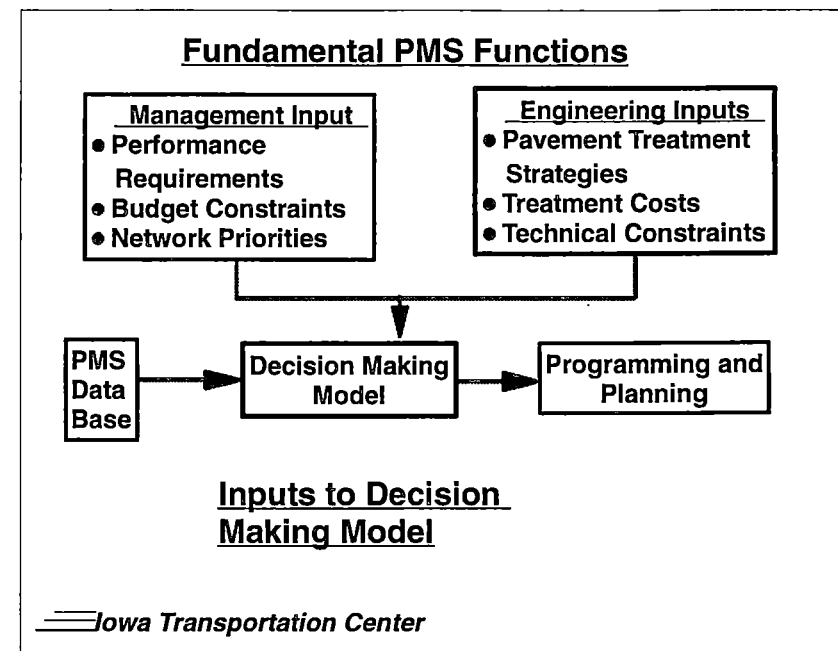 Fundamental PMS Functions
Management Input
● Performance
Requirements
● Budget Constraints
● Network Priorities
Engineering Inputs
● Pavement Treatment
Strategies
● Treatment Costs
● Technical Constraints
PMS
Data
Base
Decision Making
Model
Programming and
Planning
Inputs to Decision
Making Model
Iowa Transportation Center